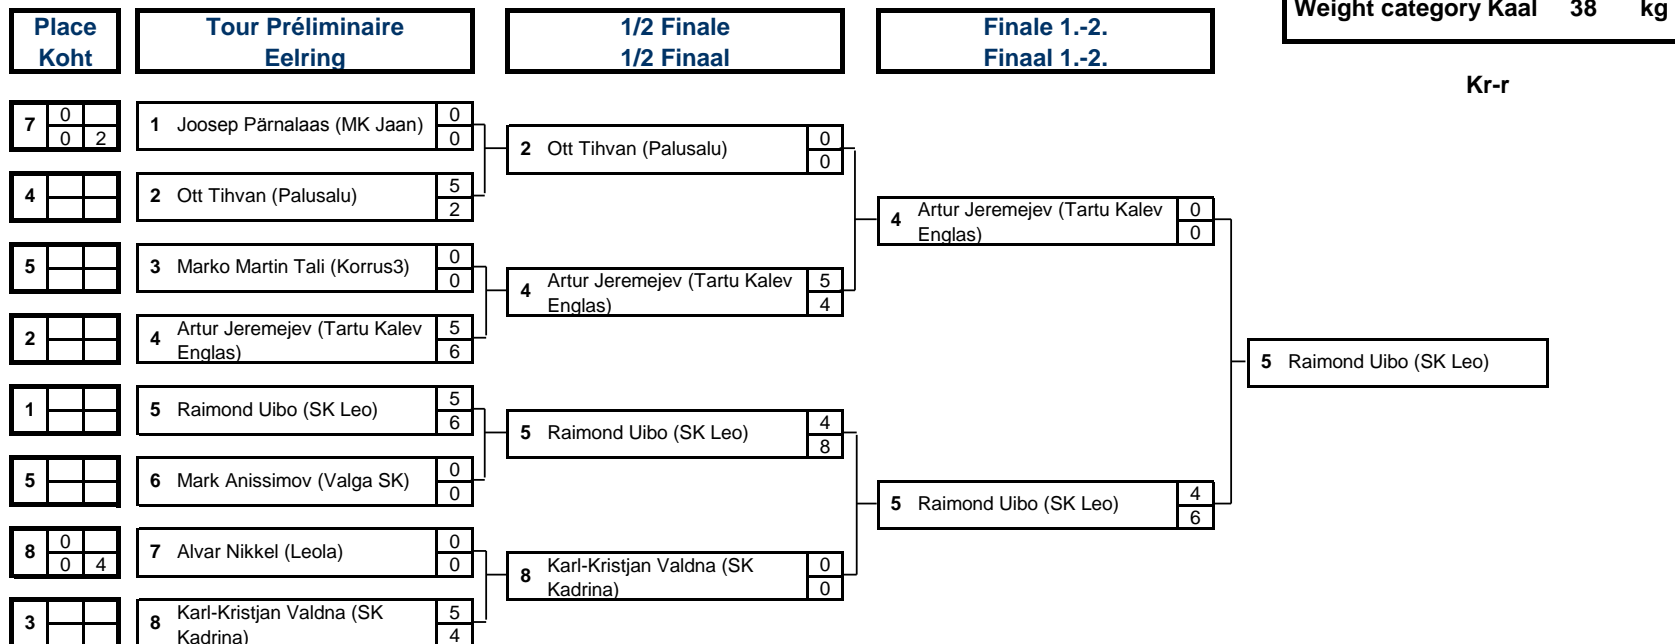 Weight category Kaal 38 kg
Place Tour Préliminaire 1/2 Finale Finale 1.-2.
Koht Eelring 1/2 Finaal Finaal 1.-2.
Kr-r
7 0
0 2
1 Joosep Pärnalaas (MK Jaan) 0
0
2 Ott Tihvan (Palusalu) 0
0
4
2 Ott Tihvan (Palusalu) 5
2
4 Artur Jeremejev (Tartu Kalev 0
Englas) 0
5
3 Marko Martin Tali (Korrus3) 0
0
4 Artur Jeremejev (Tartu Kalev 5
Englas) 4
2
4 Artur Jeremejev (Tartu Kalev 5
Englas) 6
5 Raimond Uibo (SK Leo)
1
5 Raimond Uibo (SK Leo) 5
6
5 Raimond Uibo (SK Leo) 4
8
5
6 Mark Anissimov (Valga SK) 0
0
5 Raimond Uibo (SK Leo) 4
6
8 0
0 4
7 Alvar Nikkel (Leola) 0
0
8 Karl-Kristjan Valdna (SK 0
Kadrina) 0
3
8 Karl-Kristjan Valdna (SK 5
Kadrina) 4